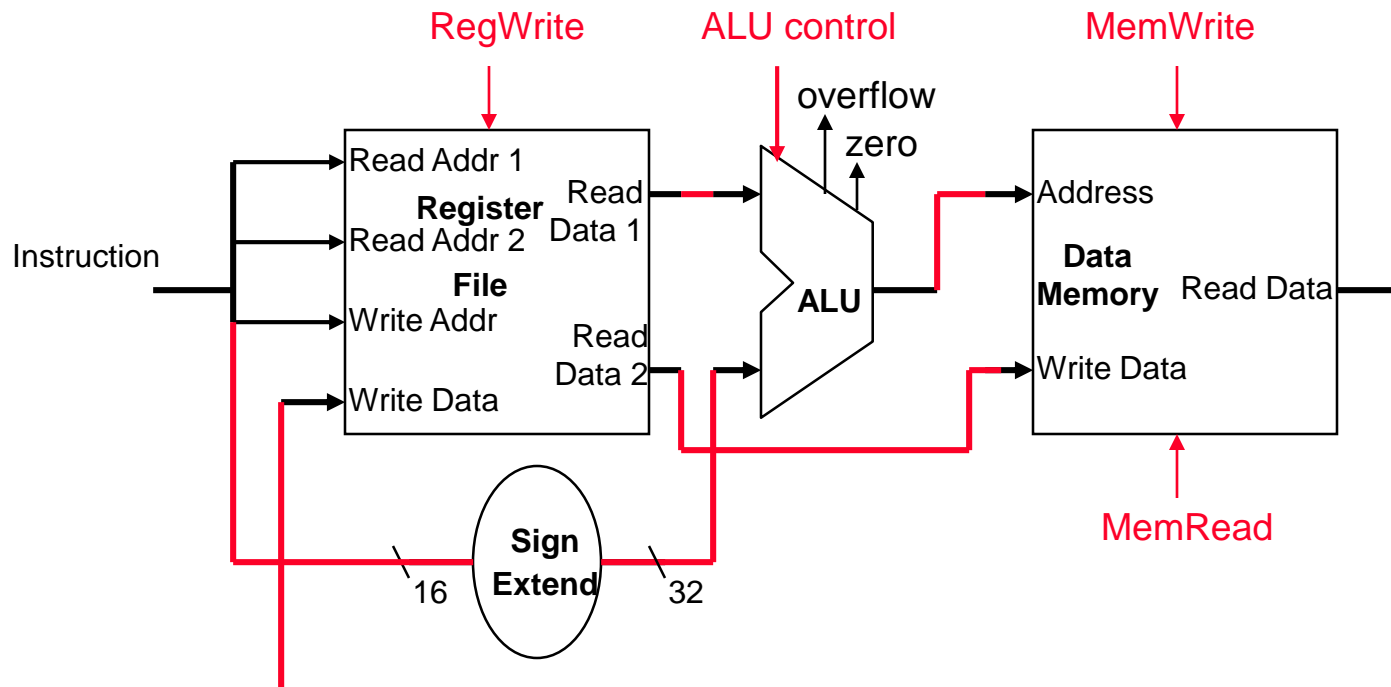 RegWrite
ALU control
MemWrite
overflow
zero
Instruction
Read Addr 1
Register
Read Addr 2
File
Write Addr
Write Data
Read
Data 1
Read
Data 2
ALU
Address
Data
Memory
Read Data
Write Data
MemRead
Sign
Extend
16
32